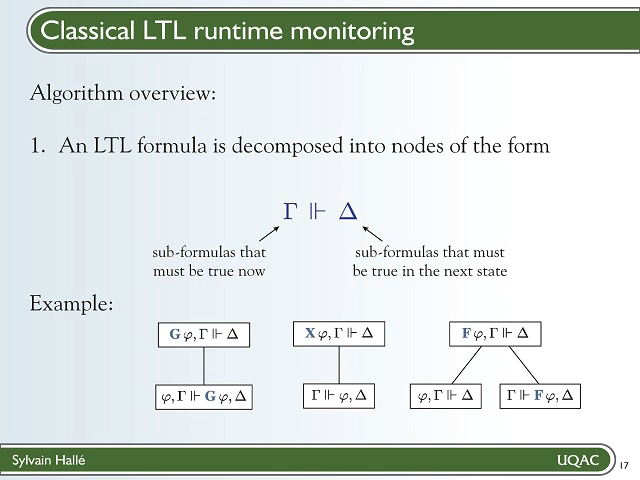 Classical LTL runtime monitoring
Algorithm overview:
1. An LTL formula is decomposed into nodes of the form
Γ ⊩ Δ
sub-formulas that
must be true now
sub-formulas that must
be true in the next state
Example:
G φ, Γ ⊩ Δ
X φ, Γ ⊩ Δ
F φ, Γ ⊩ Δ
φ, Γ ⊩ G φ, Δ
Γ ⊩ φ, Δ
φ, Γ ⊩ Δ
Γ ⊩ F φ, Δ
Sylvain Hallé
UQAC
17